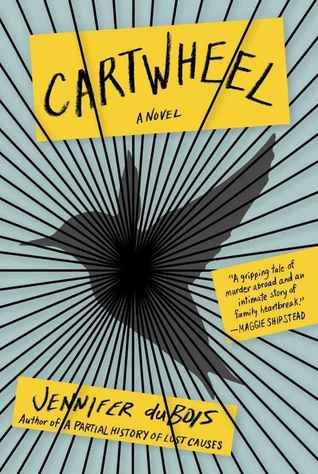 CARTWHEEL
A NOVEL
"A gripping tale of
murder abroad and an
intimate story of
family heartbreak."
—MAGGIE SHIPSTEAD
JENNIFER duBOIS
Author of A PARTIAL HISTORY OF LOST CAUSES